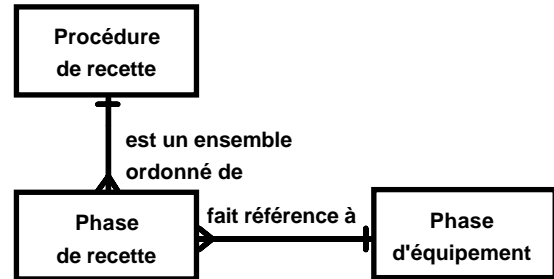 Procédure
de recette
est un ensemble
ordonné de
Phase
de recette
fait référence à
Phase
d'équipement